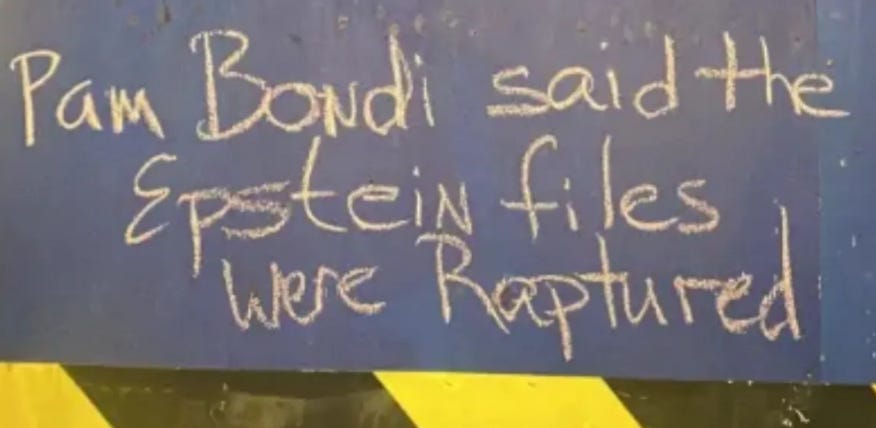 Pam Bondi said the
Epstein files
were Raptured